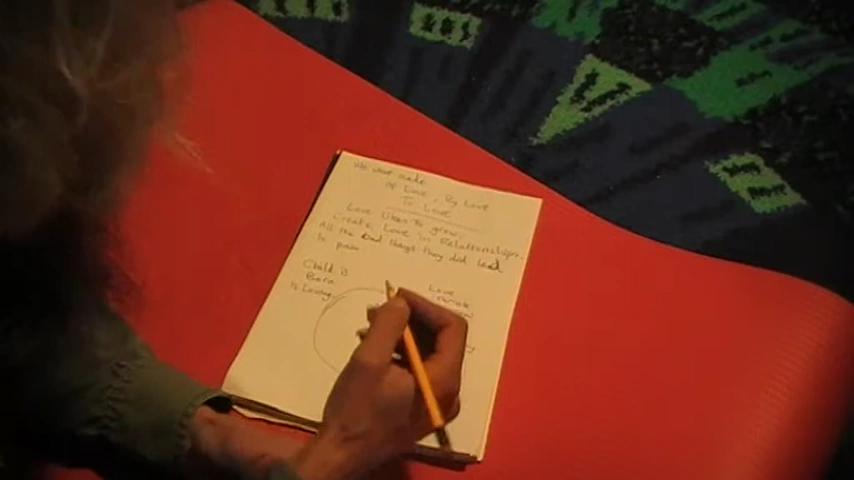 We were made
of Love, By Love
To Love
Love likes to grow
Create Love in Relationships.
All the bad things they did lead
to pain
Child is
Born
is Loving
Love